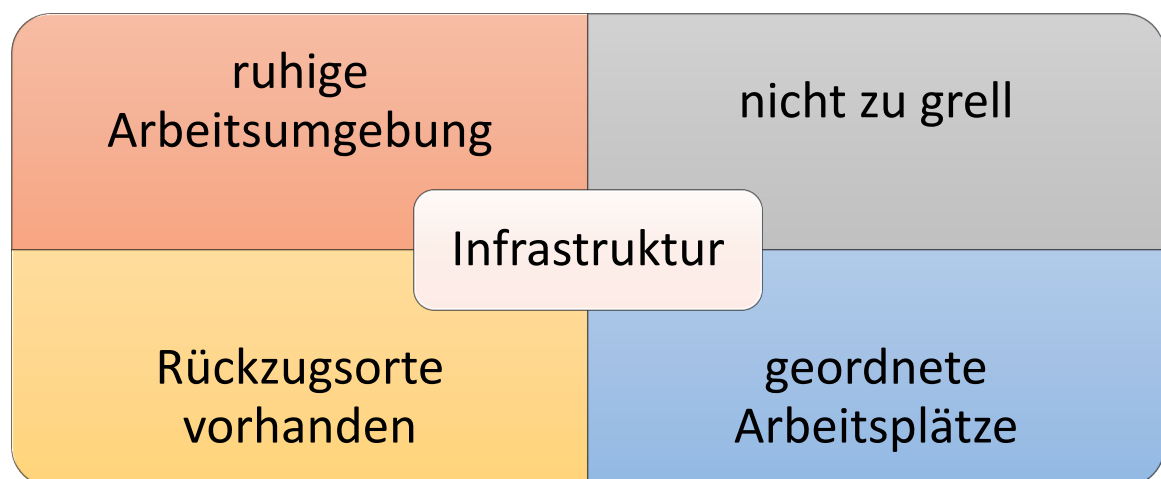 ruhige
Arbeitsumgebung
nicht zu grell
Infrastruktur
Rückzugsorte
vorhanden
geordnete
Arbeitsplätze